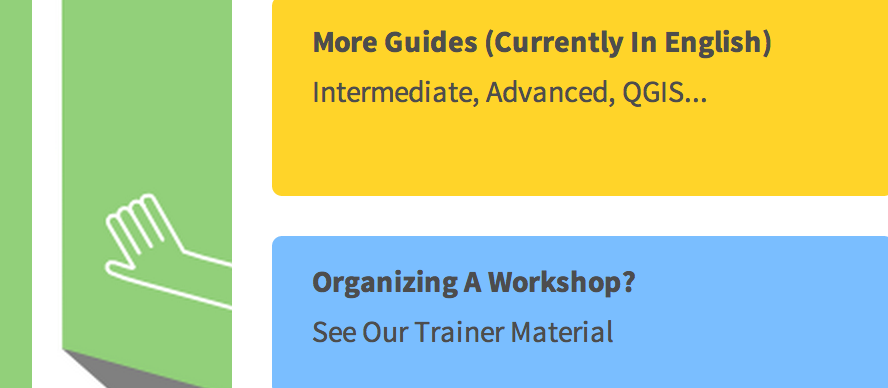 More Guides (Currently In English)
Intermediate, Advanced, QGIS...
Organizing A Workshop?
See Our Trainer Material